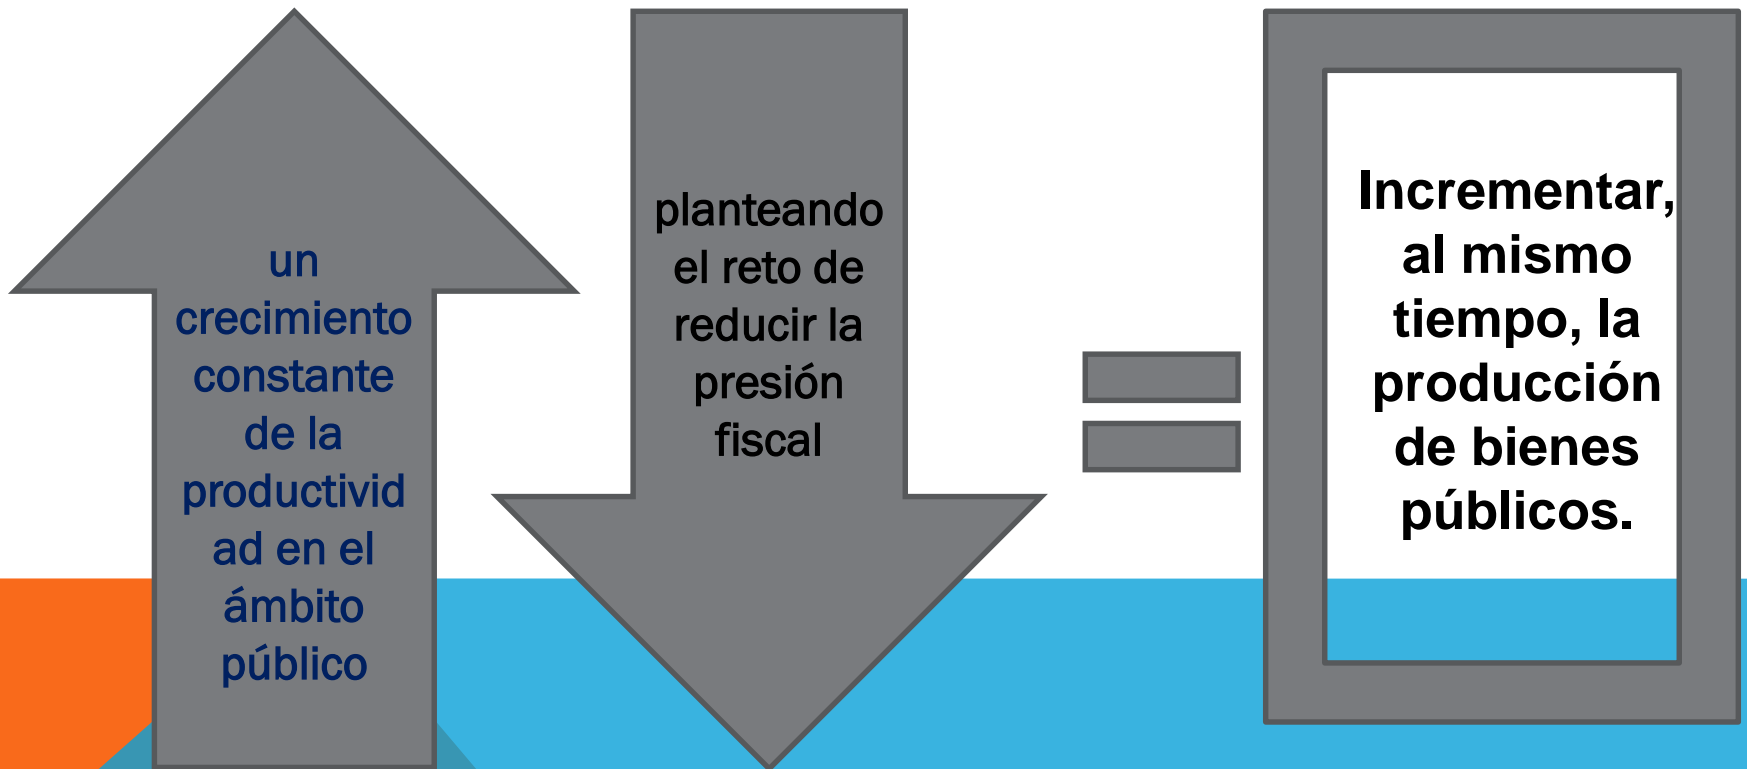 un
crecimiento
constante
de la
productivid
ad en el
ámbito
público
planteando
el reto de
reducir la
presión
fiscal
Incrementar,
al mismo
tiempo, la
producción
de bienes
públicos.